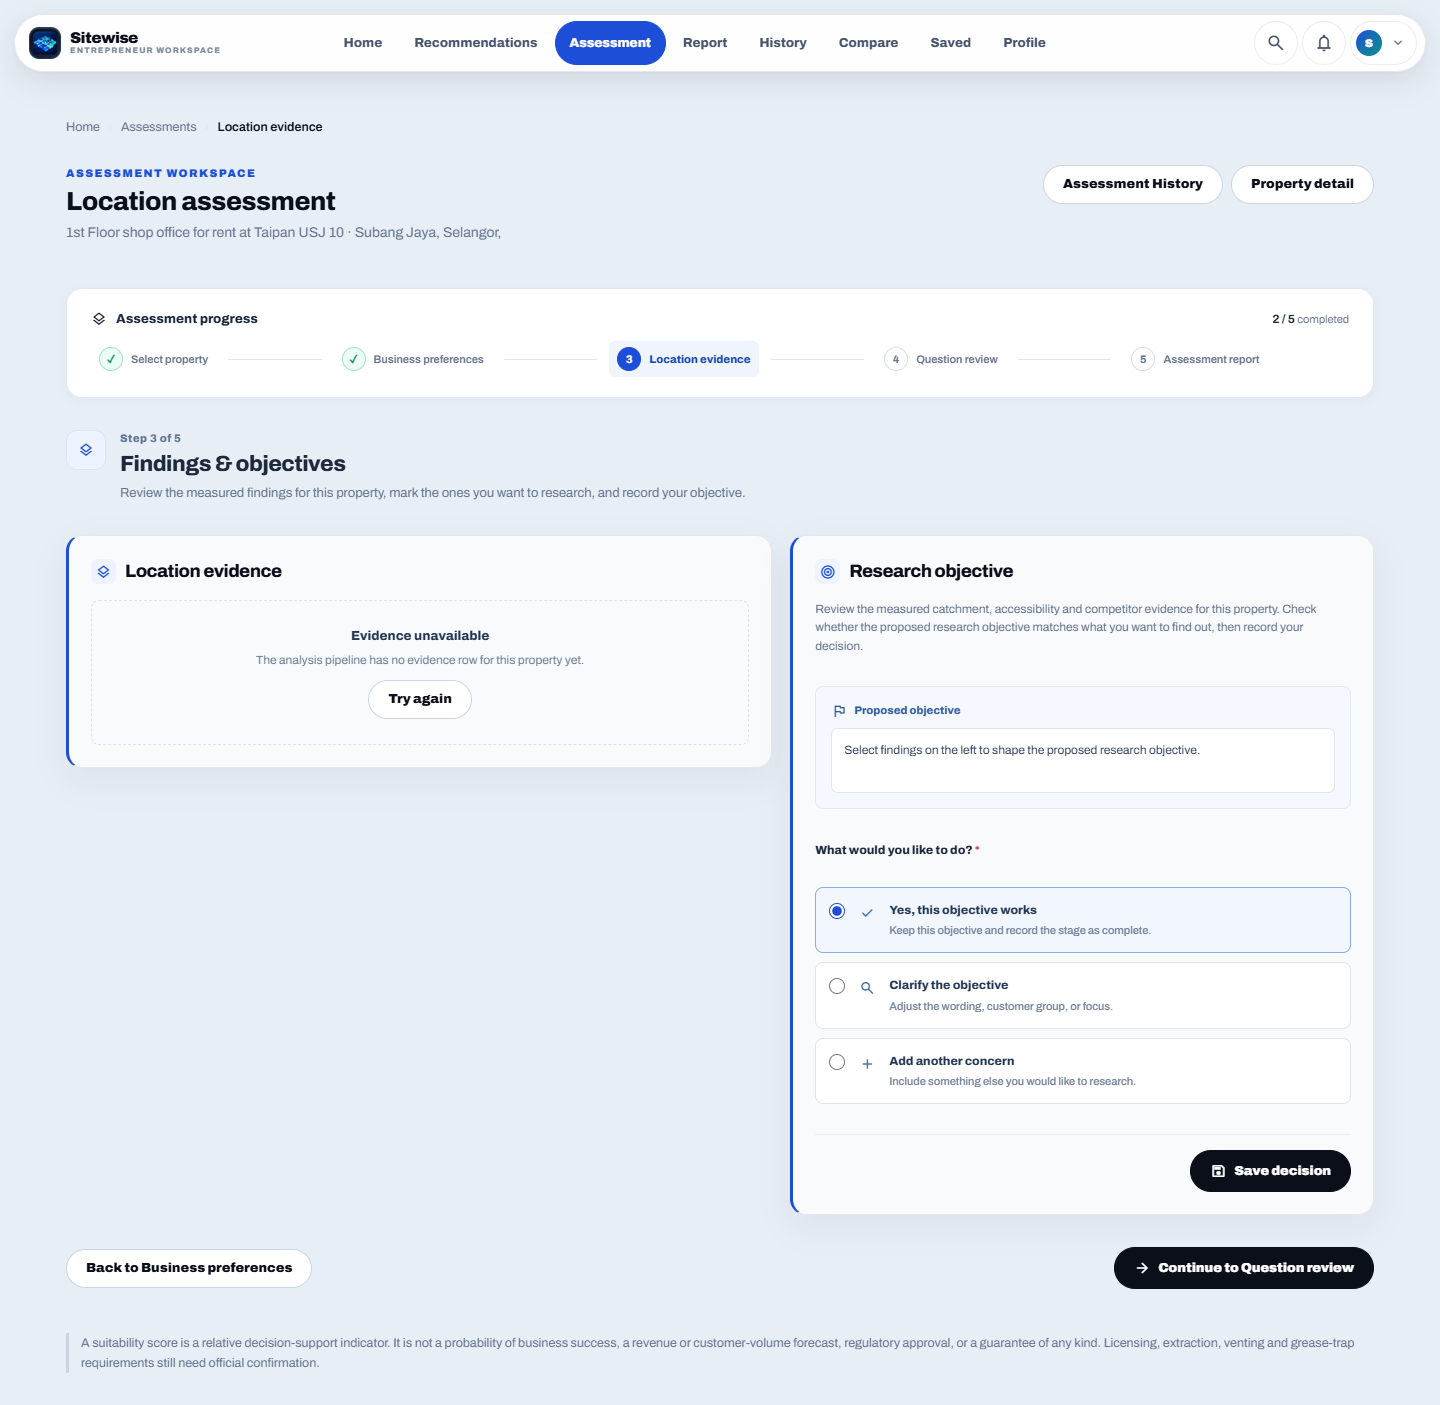 Sitewise
ENTREPRENEUR WORKSPACE
Home
Recommendations
Assessment
Report
History
Compare
Saved
Profile
S
Home
Assessments
Location evidence
ASSESSMENT WORKSPACE
Location assessment
1st Floor shop office for rent at Taipan USJ 10 · Subang Jaya, Selangor,
Assessment History
Property detail
Assessment progress
2 / 5 completed
Select property
Business preferences
3
Location evidence
4
Question review
5
Assessment report
Step 3 of 5
Findings & objectives
Review the measured findings for this property, mark the ones you want to research, and record your objective.
Location evidence
Evidence unavailable
The analysis pipeline has no evidence row for this property yet.
Try again
Research objective
Review the measured catchment, accessibility and competitor evidence for this property. Check
whether the proposed research objective matches what you want to find out, then record your
decision.
Proposed objective
Select findings on the left to shape the proposed research objective.
What would you like to do? *
Yes, this objective works
Keep this objective and record the stage as complete.
Clarify the objective
Adjust the wording, customer group, or focus.
Add another concern
Include something else you would like to research.
Save decision
Back to Business preferences
Continue to Question review
A suitability score is a relative decision-support indicator. It is not a probability of business success, a revenue or customer-volume forecast, regulatory approval, or a guarantee of any kind. Licensing, extraction, venting and grease-trap
requirements still need official confirmation.